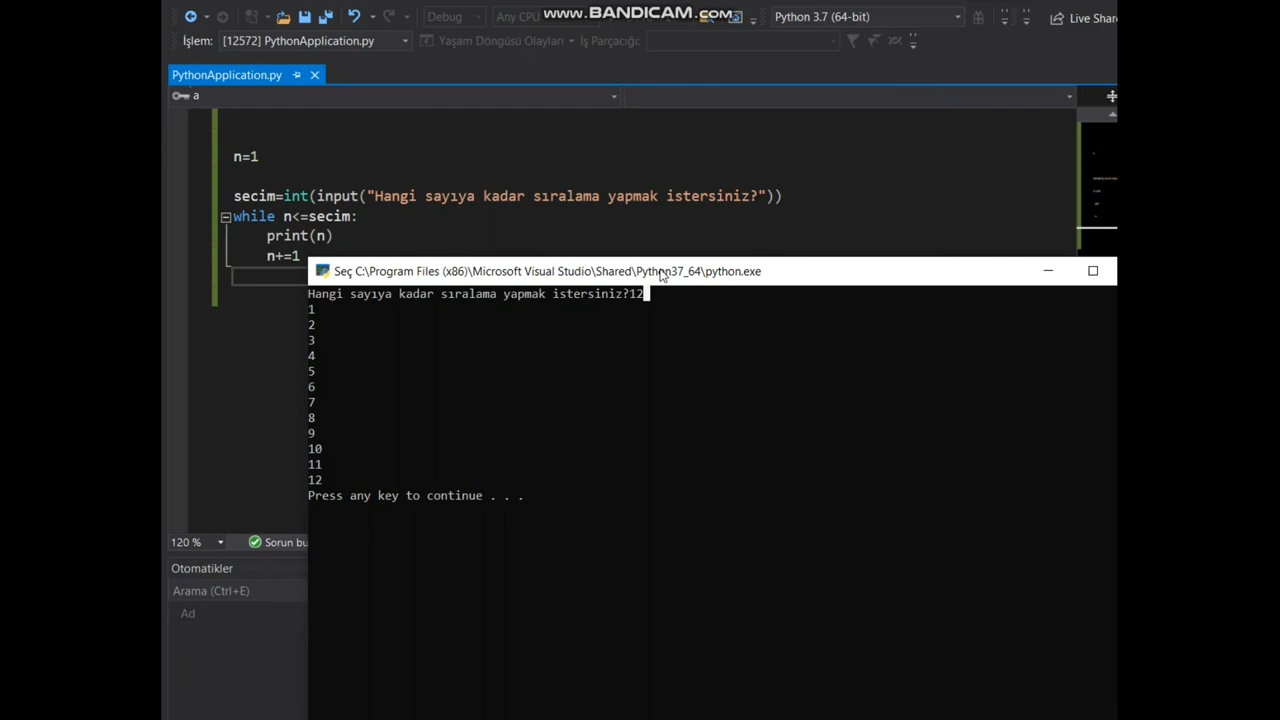 www.BANDICAM.com
Debug Any CPU Python 3.7 (64-bit) Live Share
İşlem: [12572] PythonApplication.py Yaşam Döngüsü Olayları İş Parçacığı:
PythonApplication.py
a
n=1
secim=int(input("Hangi sayıya kadar sıralama yapmak istersiniz?"))
while n<=secim:
print(n)
n+=1
Seç C:\Program Files (x86)\Microsoft Visual Studio\Shared\Python37_64\python.exe
Hangi sayıya kadar sıralama yapmak istersiniz?12
1
2
3
4
5
6
7
8
9
10
11
12
Press any key to continue . . .
120 % Sorun bu
Otomatikler
Arama (Ctrl+E)
Ad